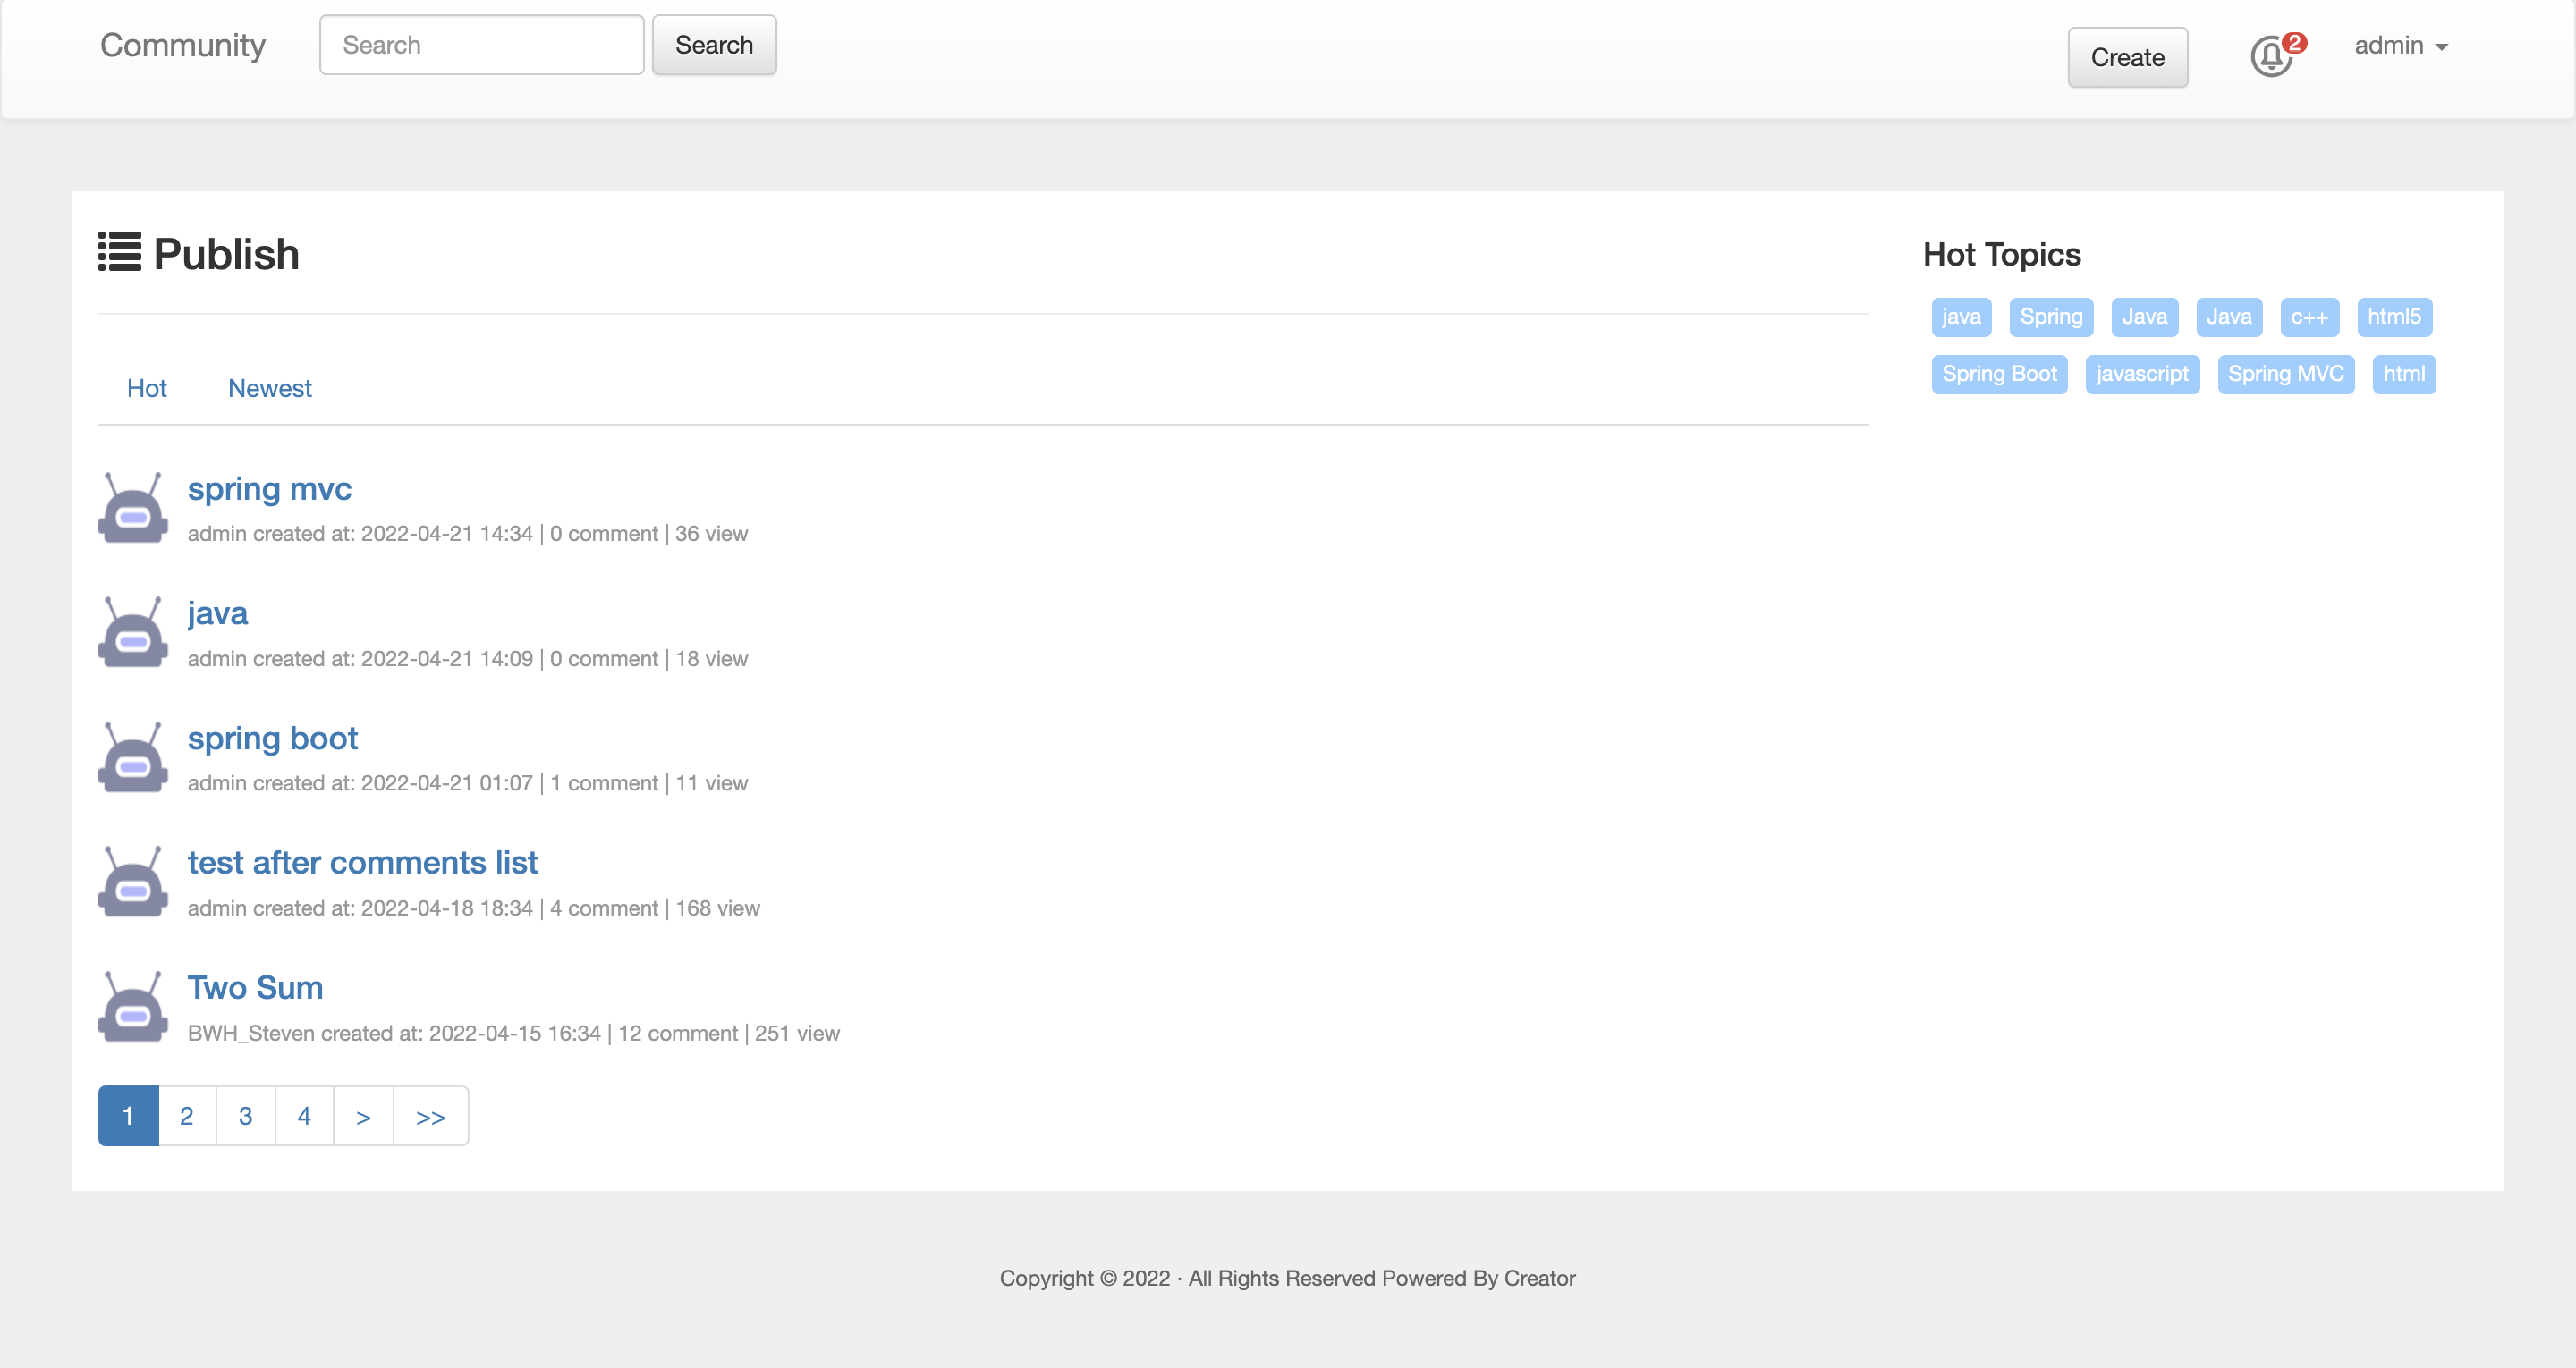 Community Search Search Create 2 admin
Publish
Hot Newest
spring mvc
admin created at: 2022-04-21 14:34 | 0 comment | 36 view
java
admin created at: 2022-04-21 14:09 | 0 comment | 18 view
spring boot
admin created at: 2022-04-21 01:07 | 1 comment | 11 view
test after comments list
admin created at: 2022-04-18 18:34 | 4 comment | 168 view
Two Sum
BWH_Steven created at: 2022-04-15 16:34 | 12 comment | 251 view
1 2 3 4 > >>
Hot Topics
java Spring Java Java c++ html5
Spring Boot javascript Spring MVC html
Copyright © 2022 · All Rights Reserved Powered By Creator